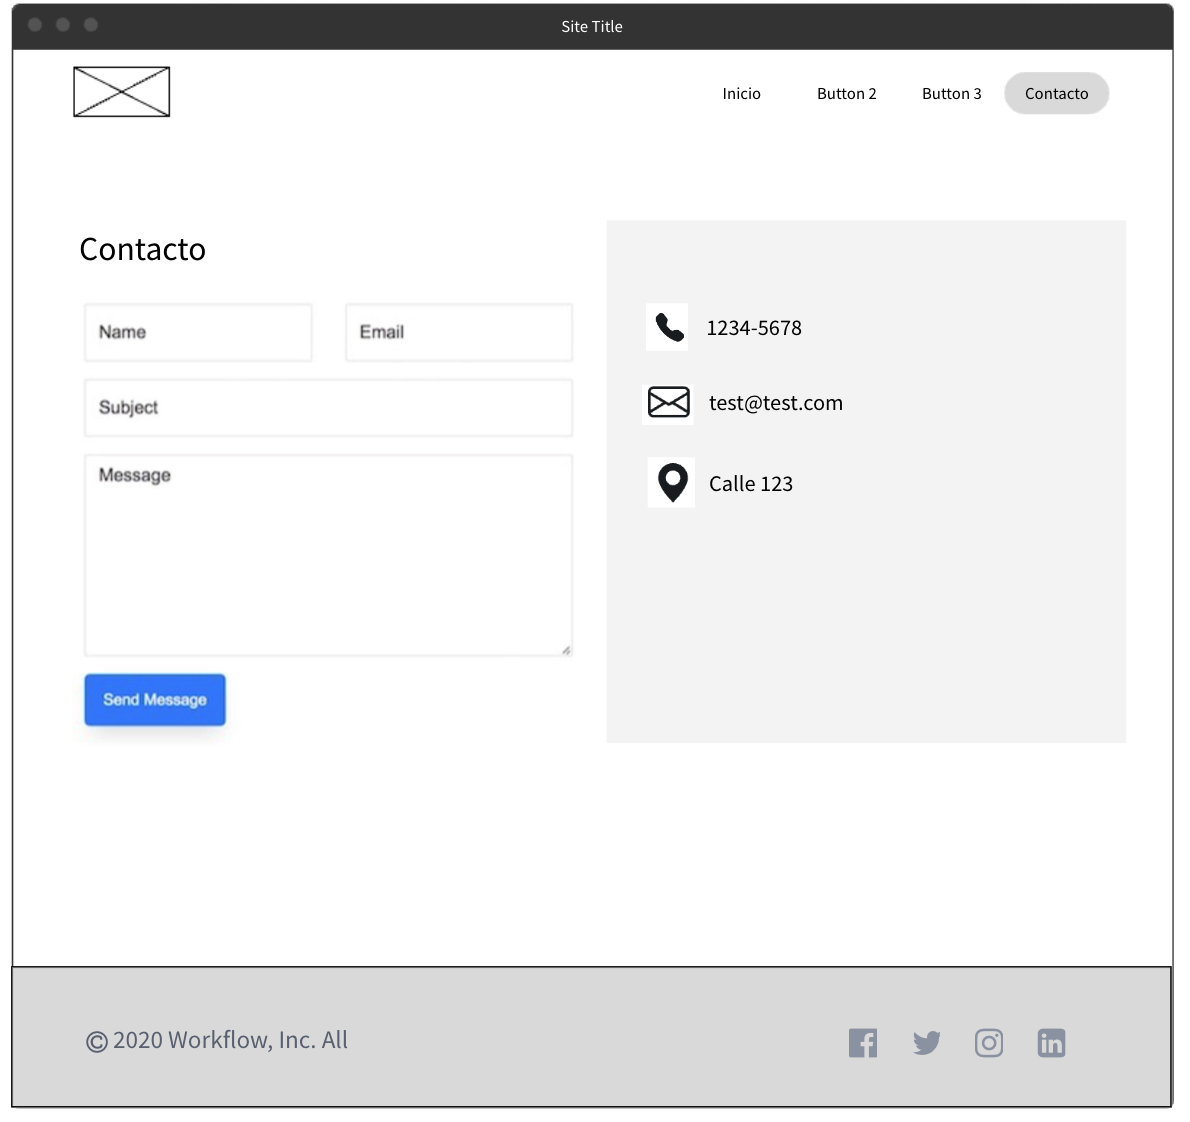 Site Title
Inicio Button 2 Button 3 Contacto
Contacto
Name Email
Subject
Message
Send Message
1234-5678
test@test.com
Calle 123
© 2020 Workflow, Inc. All